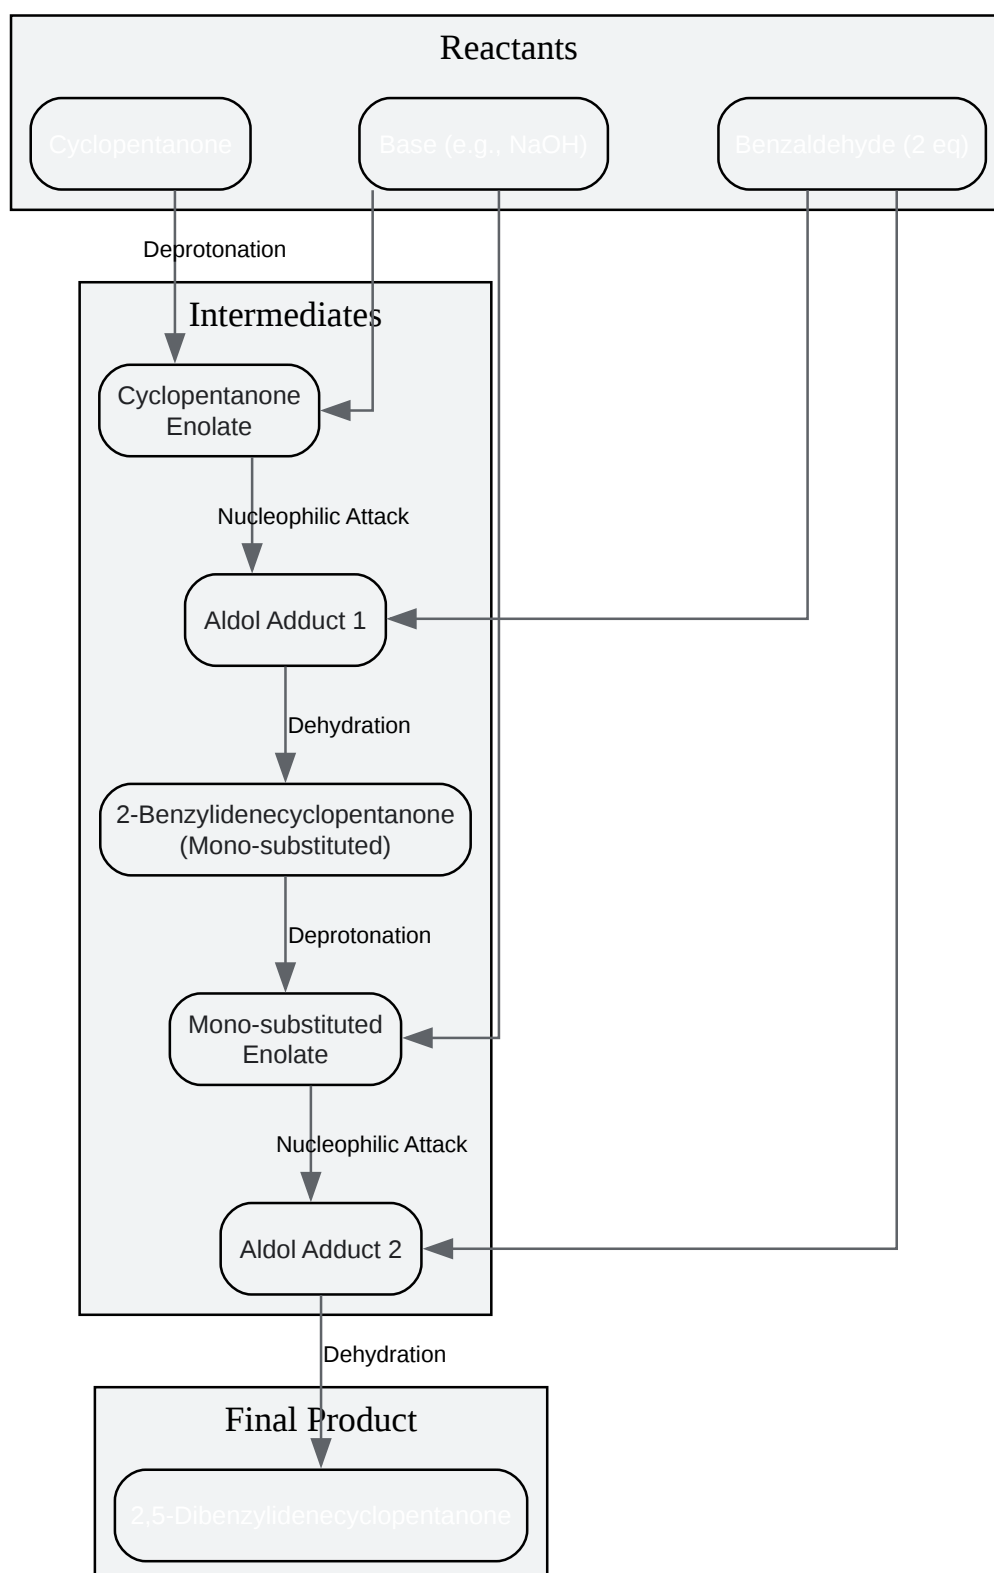 Reactants
Cyclopentanone
Base (e.g., NaOH)
Benzaldehyde (2 eq)
Deprotonation
Intermediates
Cyclopentanone
Enolate
Nucleophilic Attack
Aldol Adduct 1
Dehydration
2-Benzylidenecyclopentanone
(Mono-substituted)
Deprotonation
Mono-substituted
Enolate
Nucleophilic Attack
Aldol Adduct 2
Dehydration
Final Product
2,5-Dibenzylidenecyclopentanone